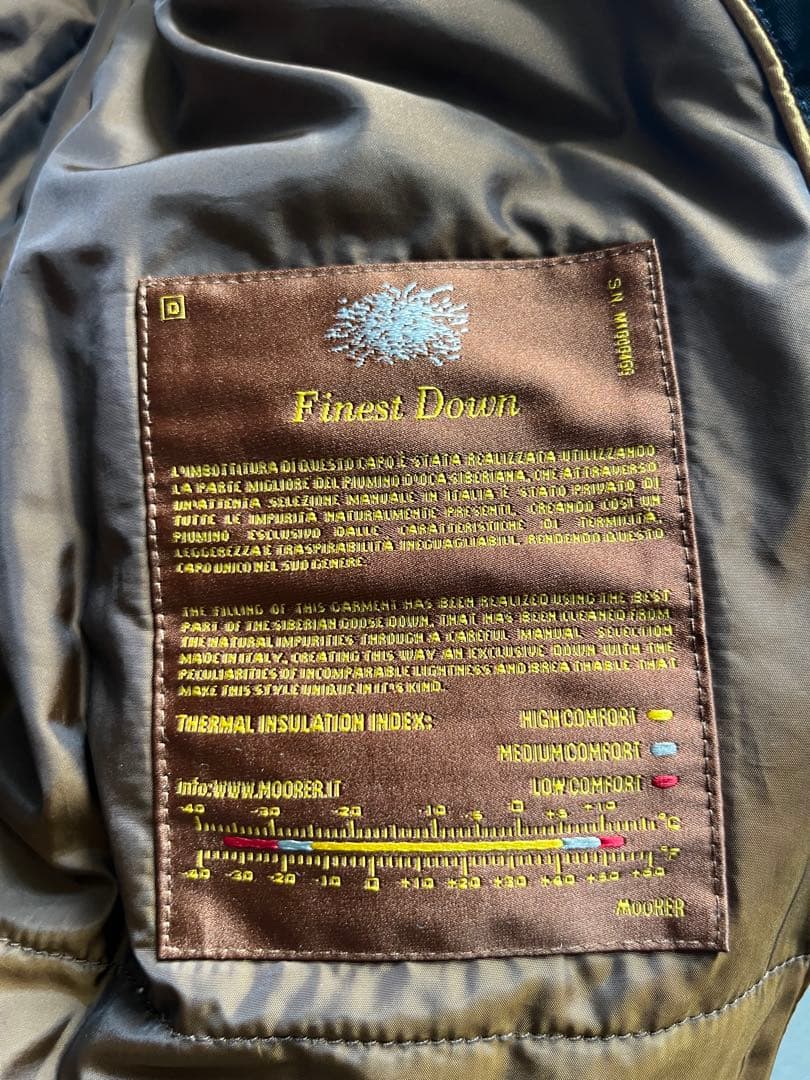 D
Finest Down
L'IMBOTTITURA DI QUESTO CAPO È STATA REALIZZATA UTILIZZANDO
LA PARTE MIGLIORE DEL PIUMINO D'OCA SIBERIANA, CHE ATTRAVERSO
UN'ATTENTA SELEZIONE MANUALE IN ITALIA È STATO PRIVATO DI
TUTTE LE IMPURITÀ NATURALMENTE PRESENTI, CREANDO COSÌ UN
PIUMINO ESCLUSIVO DALLE CARATTERISTICHE DI TERMICITÀ,
LEGGEREZZA E TRASPIRABILITÀ INEGUAGLIABILI, RENDENDO QUESTO
CAPO UNICO NEL SUO GENERE.
THE FILLING OF THIS GARMENT HAS BEEN REALIZED USING THE BEST
PART OF THE SIBERIAN GOOSE DOWN, THAT HAS BEEN CLEANED FROM
THE NATURAL IMPURITIES THROUGH A CAREFUL MANUAL SELECTION
MADE IN ITALY, CREATING THIS WAY AN EXCLUSIVE DOWN WITH THE
PECULIARITIES OF INCOMPARABLE LIGHTNESS AND BREATHABLE THAT
MAKE THIS STYLE UNIQUE IN IT'S KIND.
THERMAL INSULATION INDEX: HIGH COMFORT
MEDIUM COMFORT
Info: WWW.MOORER.IT LOW COMFORT
-40 -30 -20 -10 -5 0 +5 +10 °C
-40 -30 -20 -10 0 +10 +20 +30 +40 +50 °F
MOORER
S.N.